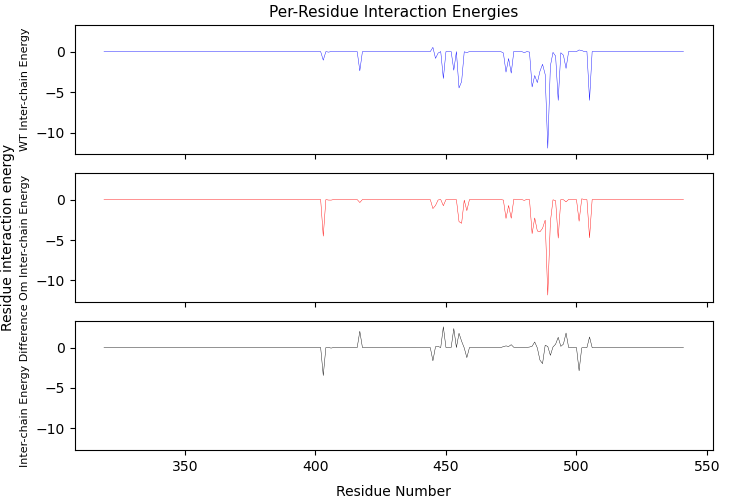 Per-Residue Interaction Energies
WT Inter-chain Energy
0
−5
−10
Residue interaction energy
Om Inter-chain Energy
0
−5
−10
Inter-chain Energy Difference
0
−5
−10
350
400
450
500
550
Residue Number